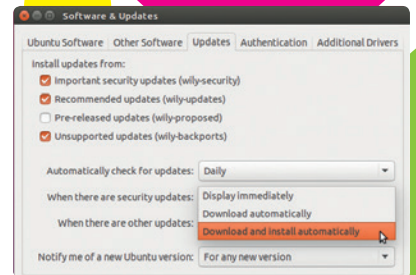 Software & Updates
Ubuntu Software Other Software Updates Authentication Additional Drivers
Install updates from:
Important security updates (wily-security)
Recommended updates (wily-updates)
Pre-released updates (wily-proposed)
Unsupported updates (wily-backports)
Automatically check for updates: Daily
When there are security updates: Display immediately
Download automatically
When there are other updates: Download and install automatically
Notify me of a new Ubuntu version: For any new version